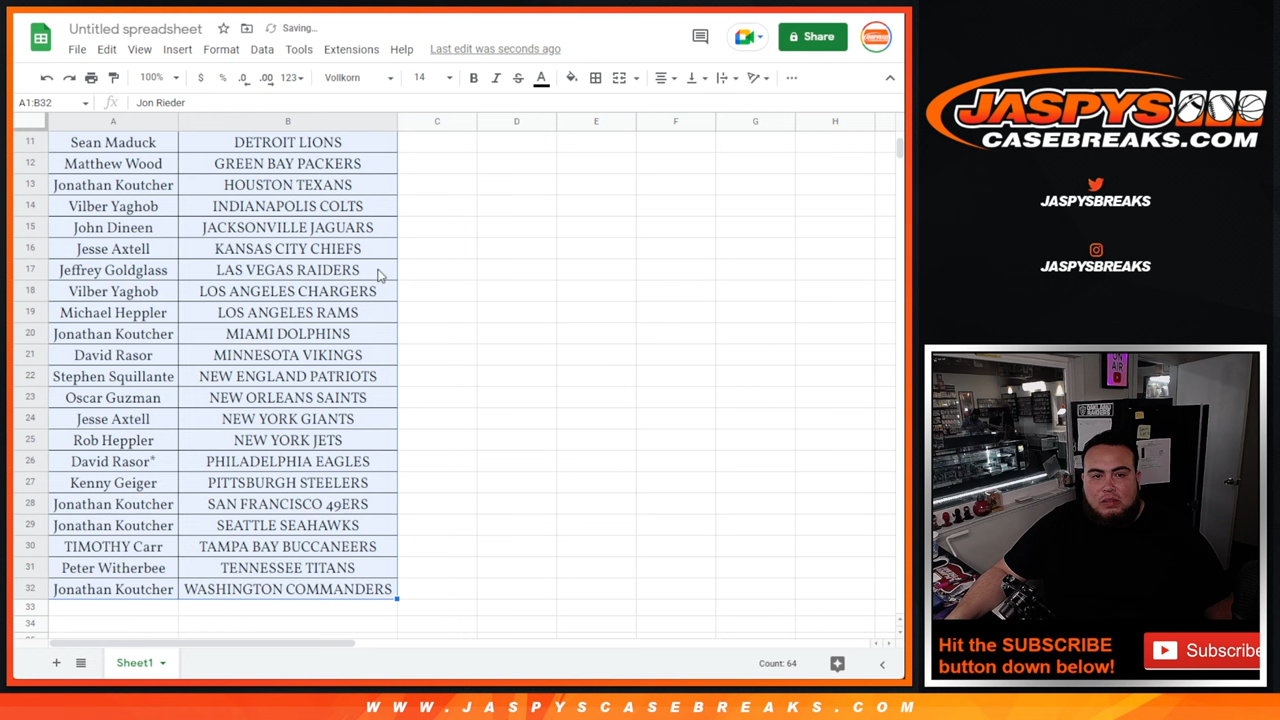 Untitled spreadsheet Saving...
File Edit View Insert Format Data Tools Extensions Help Last edit was seconds ago
Share
100% $ % .0 .00 123 Vollkorn 14 B I S A
A1:B32 fx Jon Rieder
A B C D E F G H
11 Sean Maduck DETROIT LIONS
12 Matthew Wood GREEN BAY PACKERS
13 Jonathan Koutcher HOUSTON TEXANS
14 Vilber Yaghob INDIANAPOLIS COLTS
15 John Dineen JACKSONVILLE JAGUARS
16 Jesse Axtell KANSAS CITY CHIEFS
17 Jeffrey Goldglass LAS VEGAS RAIDERS
18 Vilber Yaghob LOS ANGELES CHARGERS
19 Michael Heppler LOS ANGELES RAMS
20 Jonathan Koutcher MIAMI DOLPHINS
21 David Rasor MINNESOTA VIKINGS
22 Stephen Squillante NEW ENGLAND PATRIOTS
23 Oscar Guzman NEW ORLEANS SAINTS
24 Jesse Axtell NEW YORK GIANTS
25 Rob Heppler NEW YORK JETS
26 David Rasor* PHILADELPHIA EAGLES
27 Kenny Geiger PITTSBURGH STEELERS
28 Jonathan Koutcher SAN FRANCISCO 49ERS
29 Jonathan Koutcher SEATTLE SEAHAWKS
30 TIMOTHY Carr TAMPA BAY BUCCANEERS
31 Peter Witherbee TENNESSEE TITANS
32 Jonathan Koutcher WASHINGTON COMMANDERS
33
34
Sheet1 Count: 64
JASPYS
CASEBREAKS.COM
JASPYSBREAKS
JASPYSBREAKS
ON AIR
OAKLAND RAIDERS
Hit the SUBSCRIBE
button down below!
Subscribe
WWW.JASPYSCASEBREAKS.COM